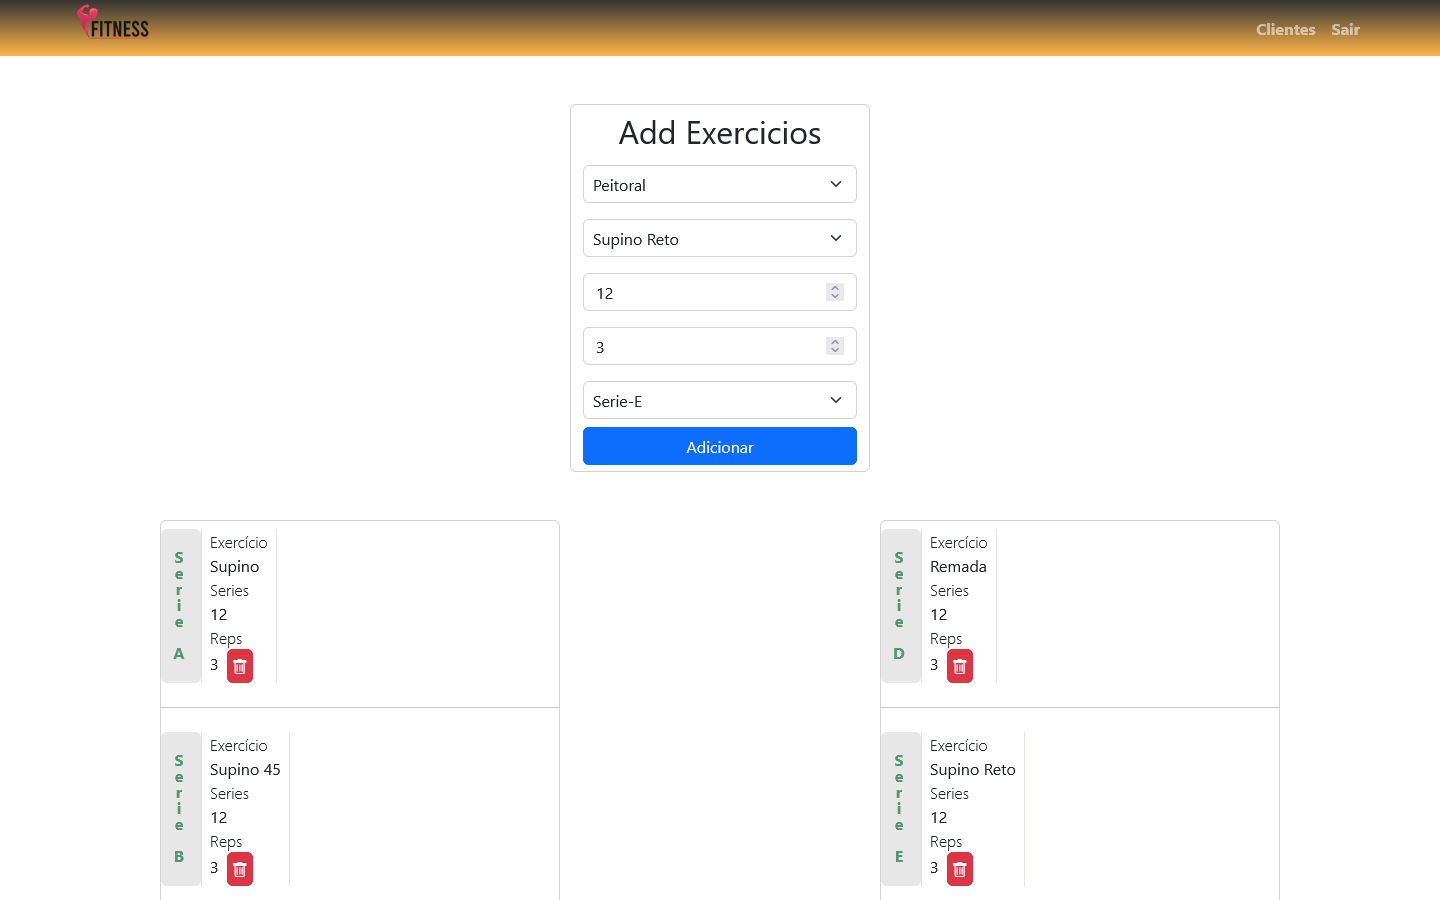 FITNESS
Clientes Sair
Add Exercicios
Peitoral
Supino Reto
12
3
Serie-E
Adicionar
Serie A
Exercício
Supino
Series
12
Reps
3
Serie B
Exercício
Supino 45
Series
12
Reps
3
Serie D
Exercício
Remada
Series
12
Reps
3
Serie E
Exercício
Supino Reto
Series
12
Reps
3